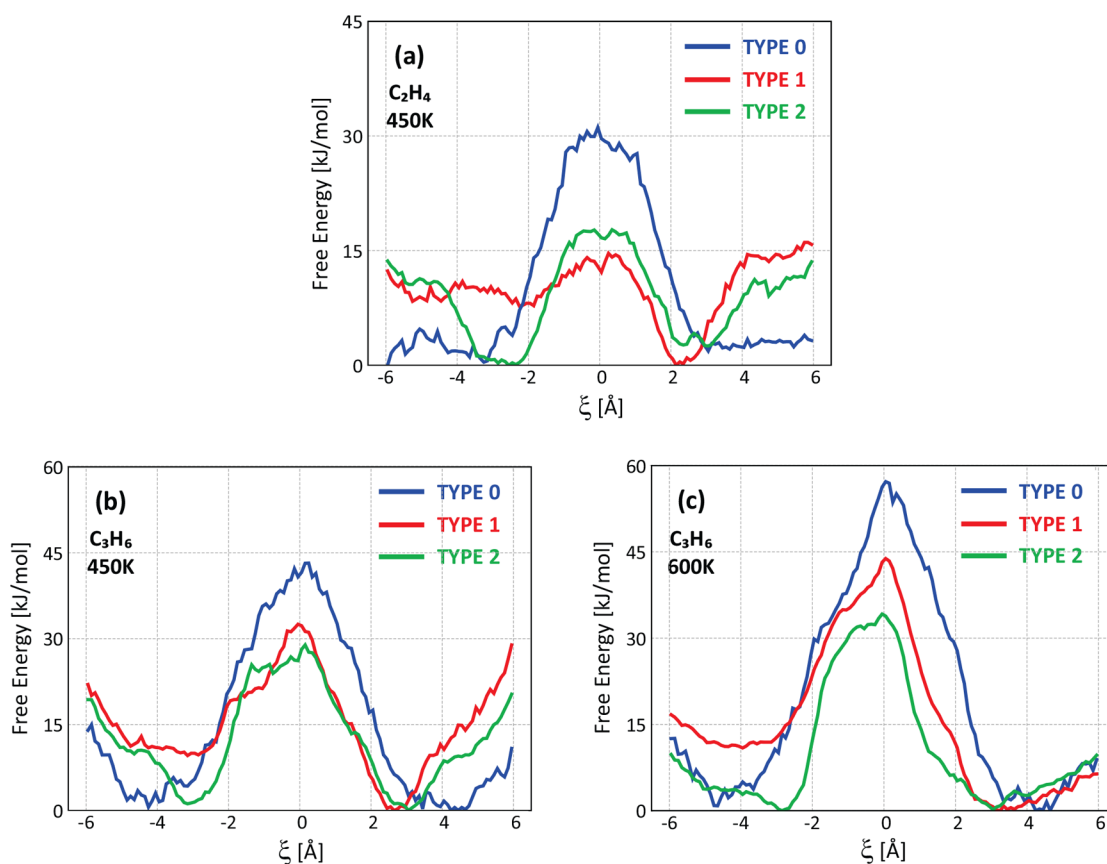 45
(a)
TYPE 0
C₂H₄
TYPE 1
450K
TYPE 2
30
Free Energy [kJ/mol]
15
0
-6 -4 -2 0 2 4 6
ξ [Å]
60
(b)
TYPE 0
C₃H₆
TYPE 1
450K
TYPE 2
45
30
Free Energy [kJ/mol]
15
0
-6 -4 -2 0 2 4 6
ξ [Å]
60
(c)
TYPE 0
C₃H₆
TYPE 1
600K
TYPE 2
45
30
Free Energy [kJ/mol]
15
0
-6 -4 -2 0 2 4 6
ξ [Å]